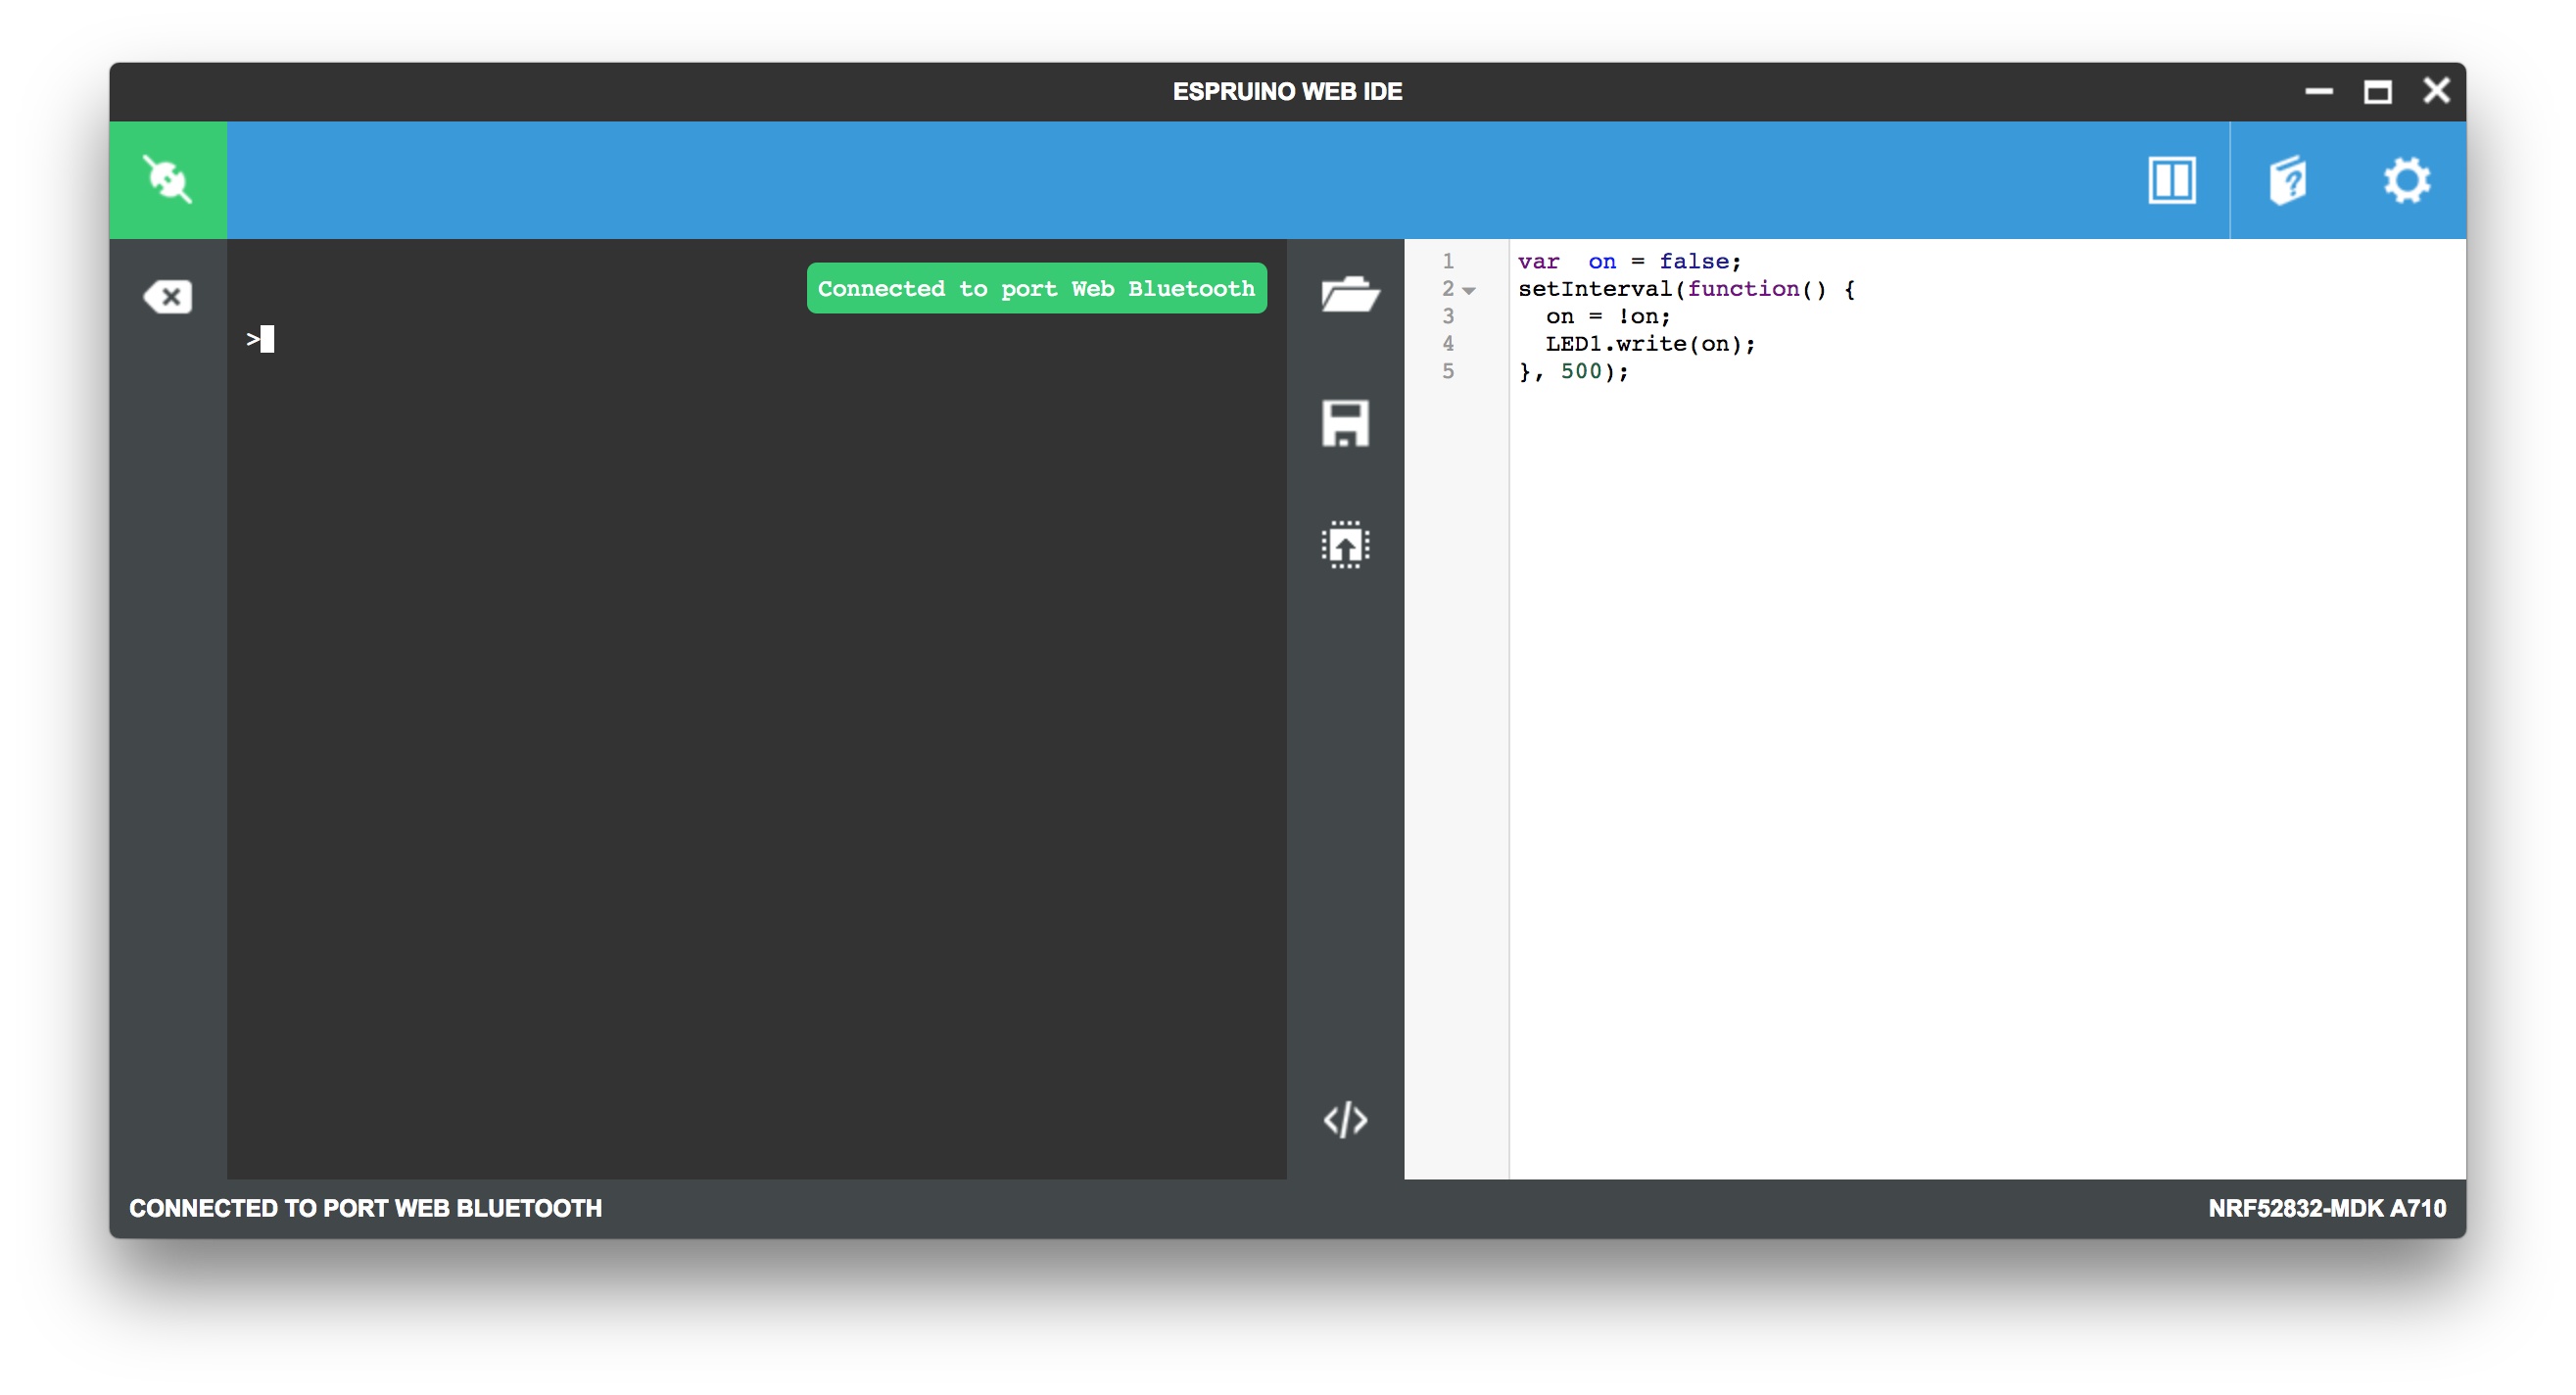 ESPRUINO WEB IDE
Connected to port Web Bluetooth
>
1 var  on = false;
2 setInterval(function() {
3   on = !on;
4   LED1.write(on);
5 }, 500);
CONNECTED TO PORT WEB BLUETOOTH
NRF52832-MDK A710